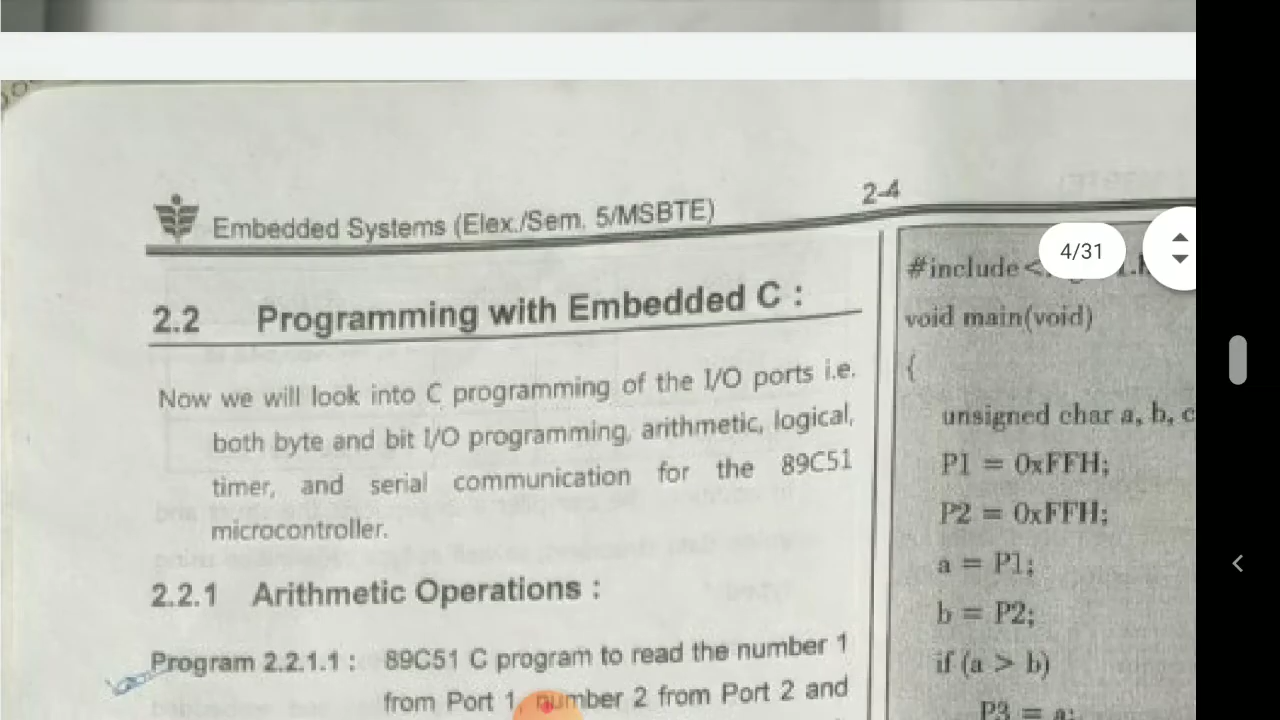 Embedded Systems (Elex./Sem. 5/MSBTE)
2-4
4/31
2.2 Programming with Embedded C :
Now we will look into C programming of the I/O ports i.e.
both byte and bit I/O programming, arithmetic, logical,
timer, and serial communication for the 89C51
microcontroller.
2.2.1 Arithmetic Operations :
Program 2.2.1.1 : 89C51 C program to read the number 1
from Port 1, number 2 from Port 2 and
#include <
void main(void)
{
unsigned char a, b, c
P1 = 0xFFH;
P2 = 0xFFH;
a = P1;
b = P2;
if (a > b)
P3 = a;